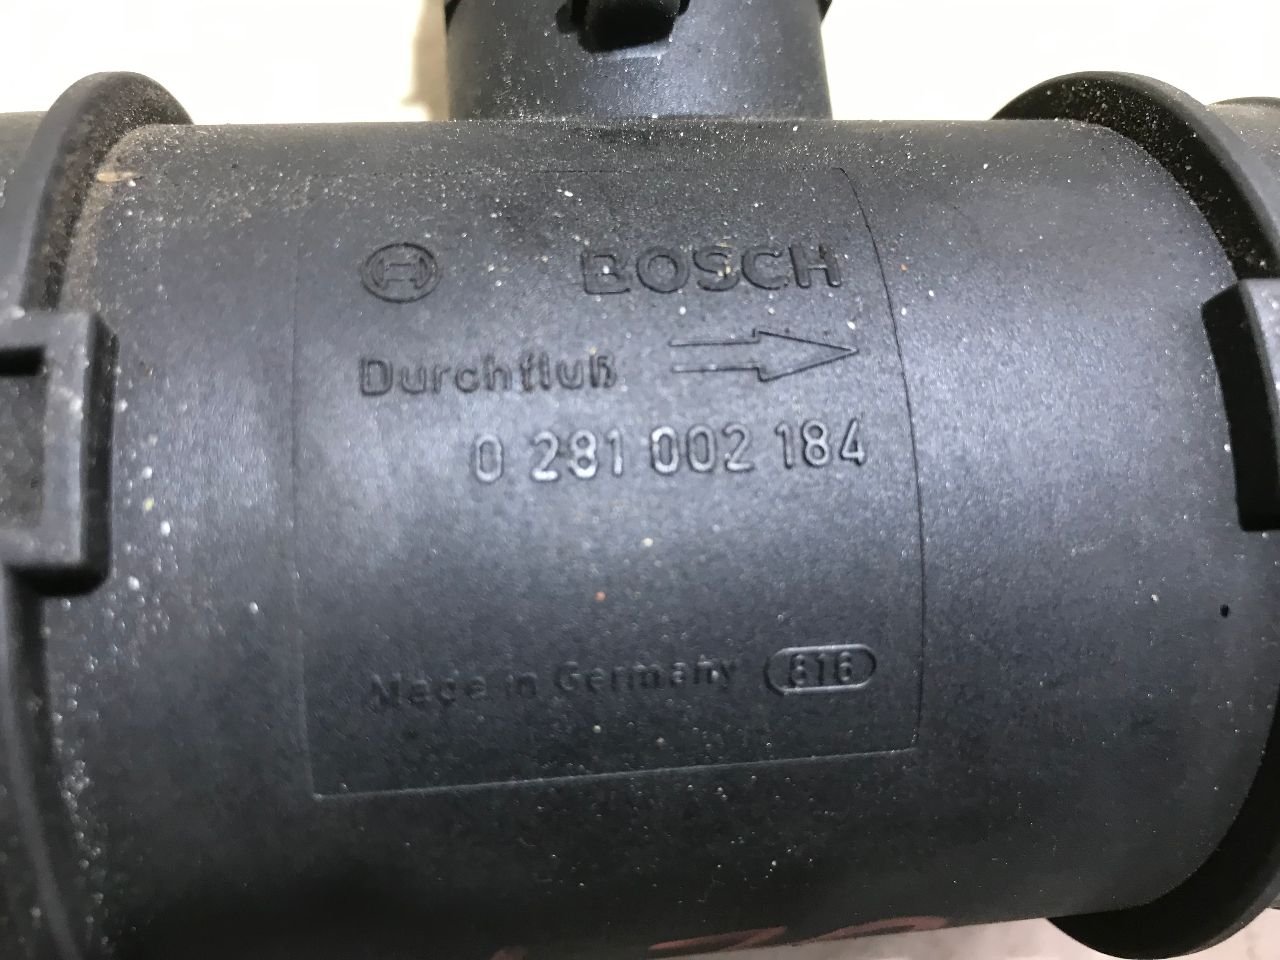 BOSCH
Durchfluß
0 281 002 184
Made in Germany 816